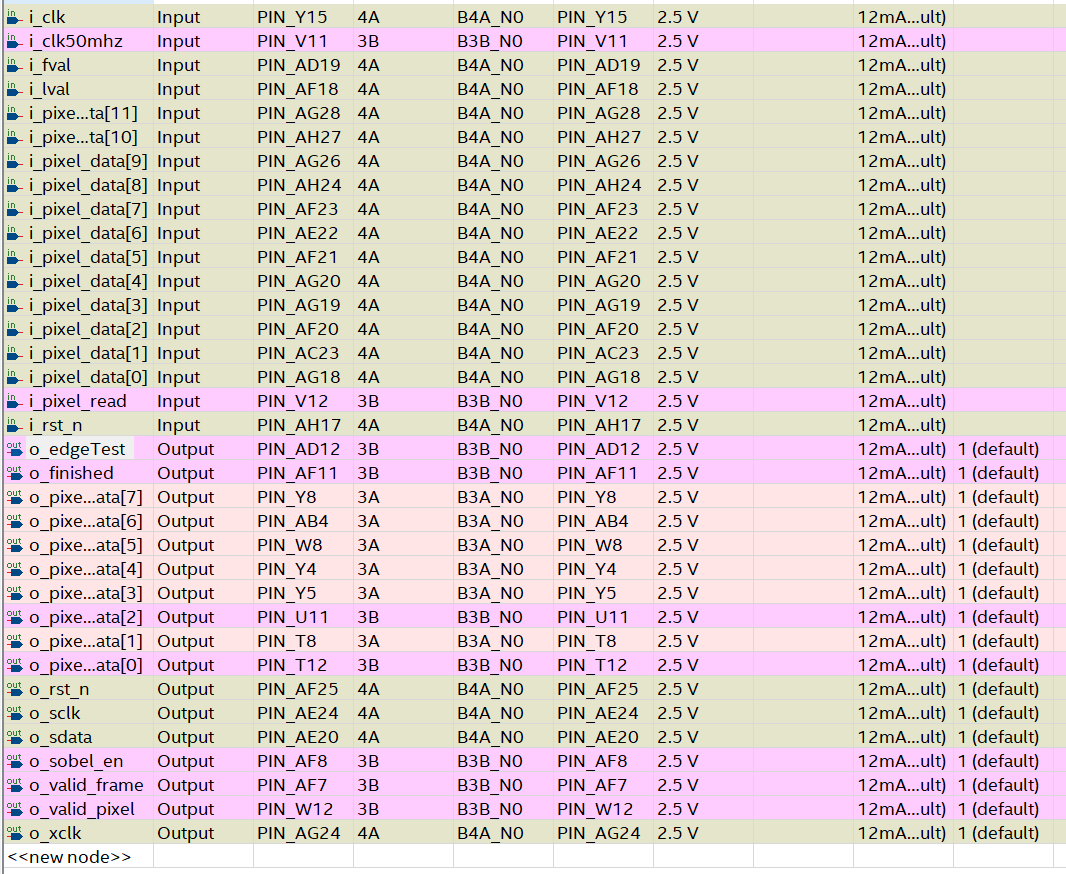 in i_clk Input PIN_Y15 4A B4A_N0 PIN_Y15 2.5 V 12mA...ult)
in i_clk50mhz Input PIN_V11 3B B3B_N0 PIN_V11 2.5 V 12mA...ult)
in i_fval Input PIN_AD19 4A B4A_N0 PIN_AD19 2.5 V 12mA...ult)
in i_lval Input PIN_AF18 4A B4A_N0 PIN_AF18 2.5 V 12mA...ult)
in i_pixe...ta[11] Input PIN_AG28 4A B4A_N0 PIN_AG28 2.5 V 12mA...ult)
in i_pixe...ta[10] Input PIN_AH27 4A B4A_N0 PIN_AH27 2.5 V 12mA...ult)
in i_pixel_data[9] Input PIN_AG26 4A B4A_N0 PIN_AG26 2.5 V 12mA...ult)
in i_pixel_data[8] Input PIN_AH24 4A B4A_N0 PIN_AH24 2.5 V 12mA...ult)
in i_pixel_data[7] Input PIN_AF23 4A B4A_N0 PIN_AF23 2.5 V 12mA...ult)
in i_pixel_data[6] Input PIN_AE22 4A B4A_N0 PIN_AE22 2.5 V 12mA...ult)
in i_pixel_data[5] Input PIN_AF21 4A B4A_N0 PIN_AF21 2.5 V 12mA...ult)
in i_pixel_data[4] Input PIN_AG20 4A B4A_N0 PIN_AG20 2.5 V 12mA...ult)
in i_pixel_data[3] Input PIN_AG19 4A B4A_N0 PIN_AG19 2.5 V 12mA...ult)
in i_pixel_data[2] Input PIN_AF20 4A B4A_N0 PIN_AF20 2.5 V 12mA...ult)
in i_pixel_data[1] Input PIN_AC23 4A B4A_N0 PIN_AC23 2.5 V 12mA...ult)
in i_pixel_data[0] Input PIN_AG18 4A B4A_N0 PIN_AG18 2.5 V 12mA...ult)
in i_pixel_read Input PIN_V12 3B B3B_N0 PIN_V12 2.5 V 12mA...ult)
in i_rst_n Input PIN_AH17 4A B4A_N0 PIN_AH17 2.5 V 12mA...ult)
out o_edgeTest Output PIN_AD12 3B B3B_N0 PIN_AD12 2.5 V 12mA...ult) 1 (default)
out o_finished Output PIN_AF11 3B B3B_N0 PIN_AF11 2.5 V 12mA...ult) 1 (default)
out o_pixe...ata[7] Output PIN_Y8 3A B3A_N0 PIN_Y8 2.5 V 12mA...ult) 1 (default)
out o_pixe...ata[6] Output PIN_AB4 3A B3A_N0 PIN_AB4 2.5 V 12mA...ult) 1 (default)
out o_pixe...ata[5] Output PIN_W8 3A B3A_N0 PIN_W8 2.5 V 12mA...ult) 1 (default)
out o_pixe...ata[4] Output PIN_Y4 3A B3A_N0 PIN_Y4 2.5 V 12mA...ult) 1 (default)
out o_pixe...ata[3] Output PIN_Y5 3A B3A_N0 PIN_Y5 2.5 V 12mA...ult) 1 (default)
out o_pixe...ata[2] Output PIN_U11 3B B3B_N0 PIN_U11 2.5 V 12mA...ult) 1 (default)
out o_pixe...ata[1] Output PIN_T8 3A B3A_N0 PIN_T8 2.5 V 12mA...ult) 1 (default)
out o_pixe...ata[0] Output PIN_T12 3B B3B_N0 PIN_T12 2.5 V 12mA...ult) 1 (default)
out o_rst_n Output PIN_AF25 4A B4A_N0 PIN_AF25 2.5 V 12mA...ult) 1 (default)
out o_sclk Output PIN_AE24 4A B4A_N0 PIN_AE24 2.5 V 12mA...ult) 1 (default)
out o_sdata Output PIN_AE20 4A B4A_N0 PIN_AE20 2.5 V 12mA...ult) 1 (default)
out o_sobel_en Output PIN_AF8 3B B3B_N0 PIN_AF8 2.5 V 12mA...ult) 1 (default)
out o_valid_frame Output PIN_AF7 3B B3B_N0 PIN_AF7 2.5 V 12mA...ult) 1 (default)
out o_valid_pixel Output PIN_W12 3B B3B_N0 PIN_W12 2.5 V 12mA...ult) 1 (default)
out o_xclk Output PIN_AG24 4A B4A_N0 PIN_AG24 2.5 V 12mA...ult) 1 (default)
<<new node>>